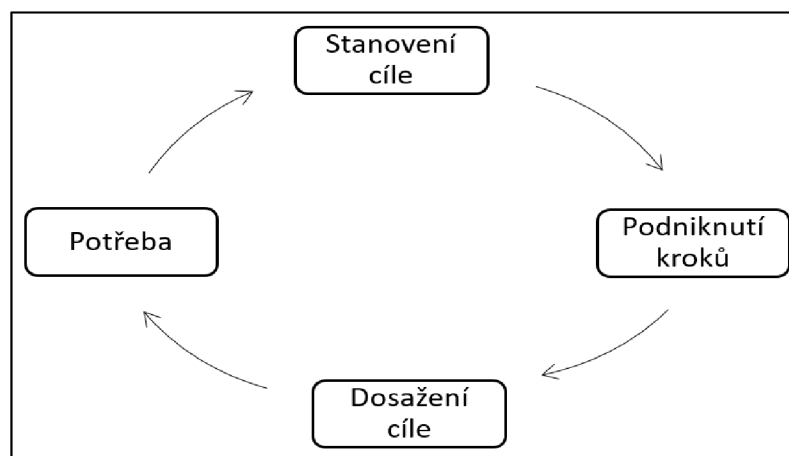 Stanovení
cíle
Potřeba
Podniknutí
kroků
Dosažení
cíle